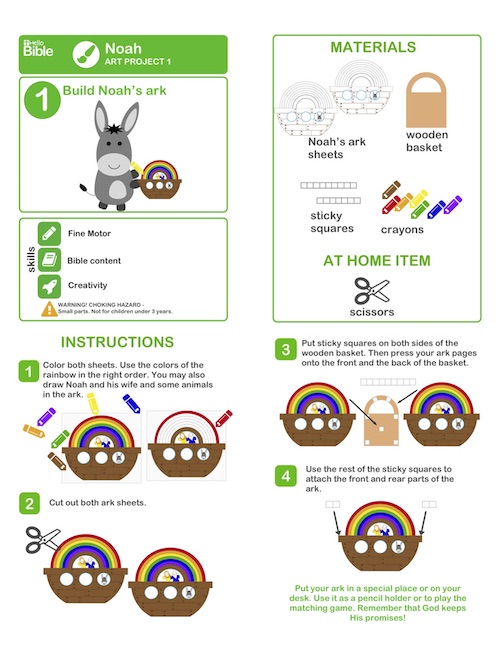 Hello
Bible
Noah
ART PROJECT 1
1
Build Noah's ark
skills
Fine Motor
Bible content
Creativity
WARNING! CHOKING HAZARD -
Small parts. Not for children under 3 years.
MATERIALS
Noah's ark
sheets
wooden
basket
sticky
squares
crayons
AT HOME ITEM
scissors
INSTRUCTIONS
1
Color both sheets. Use the colors of the
rainbow in the right order. You may also
draw Noah and his wife and some animals
in the ark.
2
Cut out both ark sheets.
3
Put sticky squares on both sides of the
wooden basket. Then press your ark pages
onto the front and the back of the basket.
4
Use the rest of the sticky squares to
attach the front and rear parts of the
ark.
Put your ark in a special place or on your
desk. Use it as a pencil holder or to play the
matching game. Remember that God keeps
His promises!